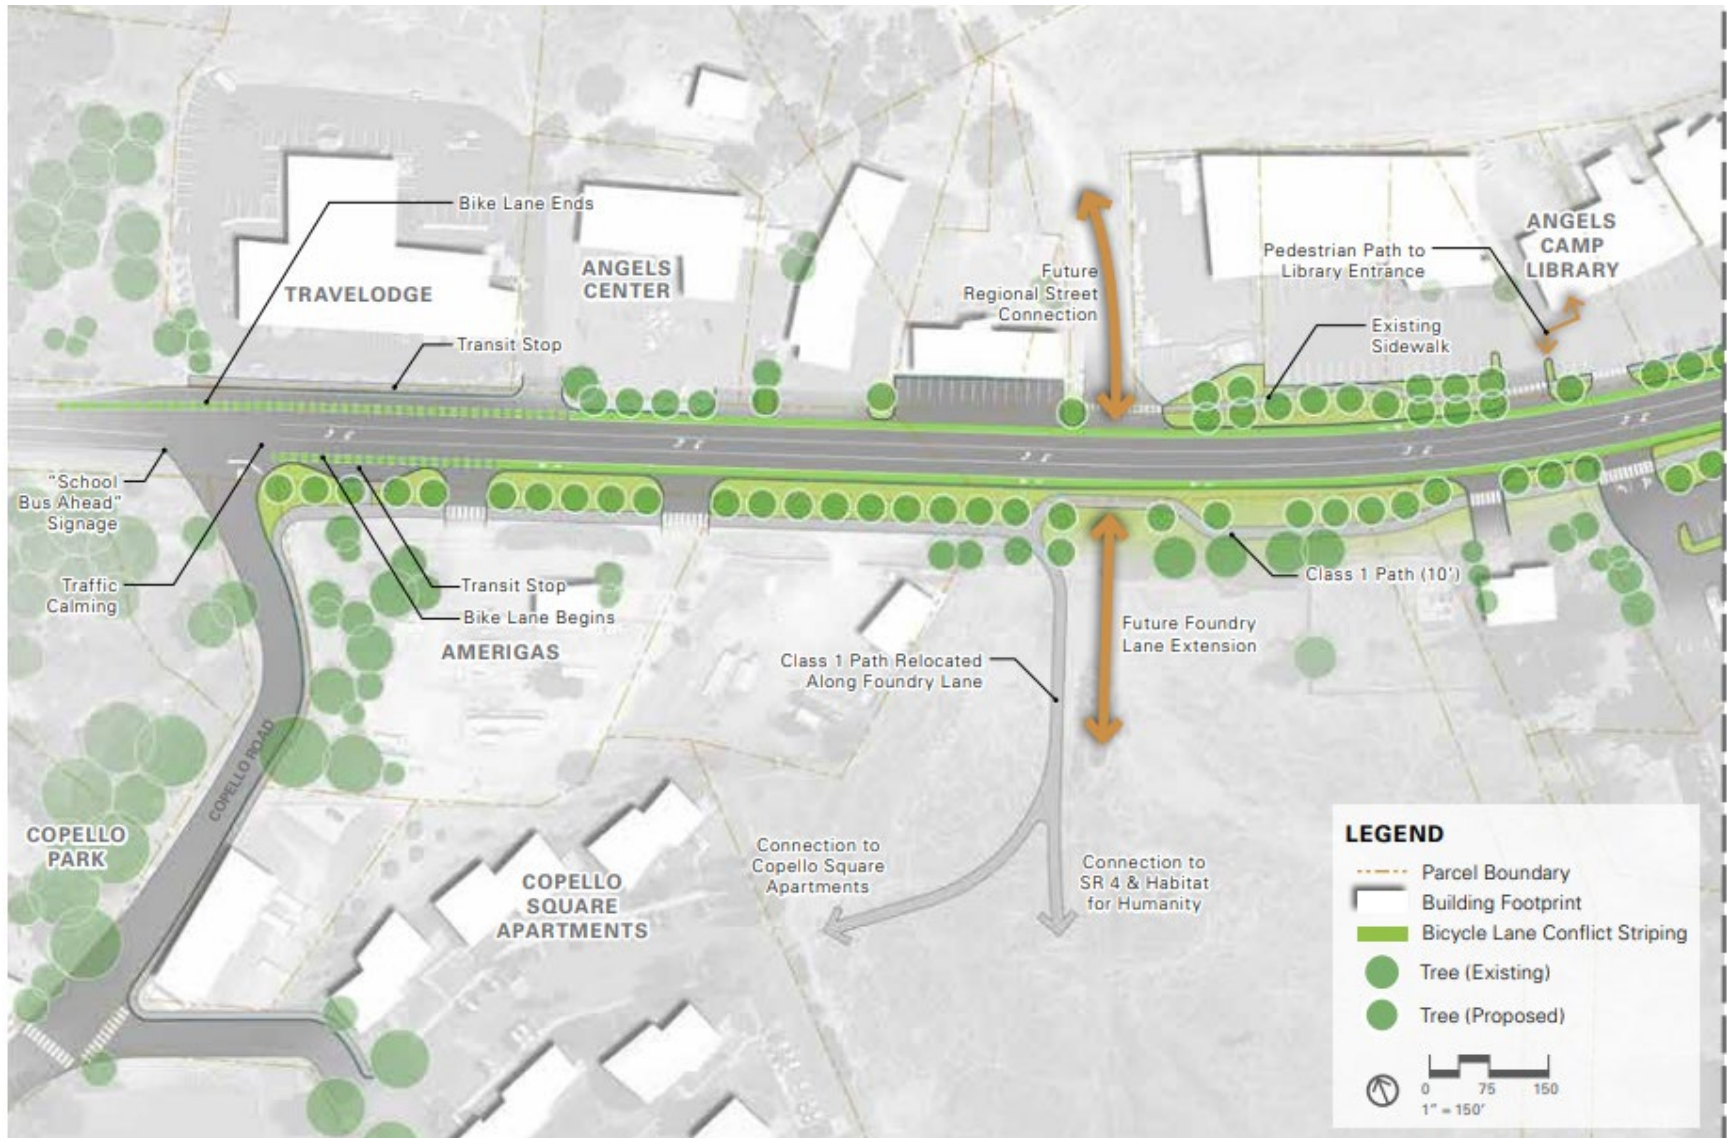 Bike Lane Ends
TRAVELODGE
Transit Stop
ANGELS
CENTER
Future
Regional Street
Connection
Pedestrian Path to
Library Entrance
ANGELS
CAMP
LIBRARY
Existing
Sidewalk
"School
Bus Ahead"
Signage
Traffic
Calming
Transit Stop
Bike Lane Begins
AMERIGAS
Class 1 Path (10')
Future Foundry
Lane Extension
Class 1 Path Relocated
Along Foundry Lane
COPELLO ROAD
COPELLO
PARK
COPELLO
SQUARE
APARTMENTS
Connection to
Copello Square
Apartments
Connection to
SR 4 & Habitat
for Humanity
LEGEND
Parcel Boundary
Building Footprint
Bicycle Lane Conflict Striping
Tree (Existing)
Tree (Proposed)
0 75 150
1" = 150'